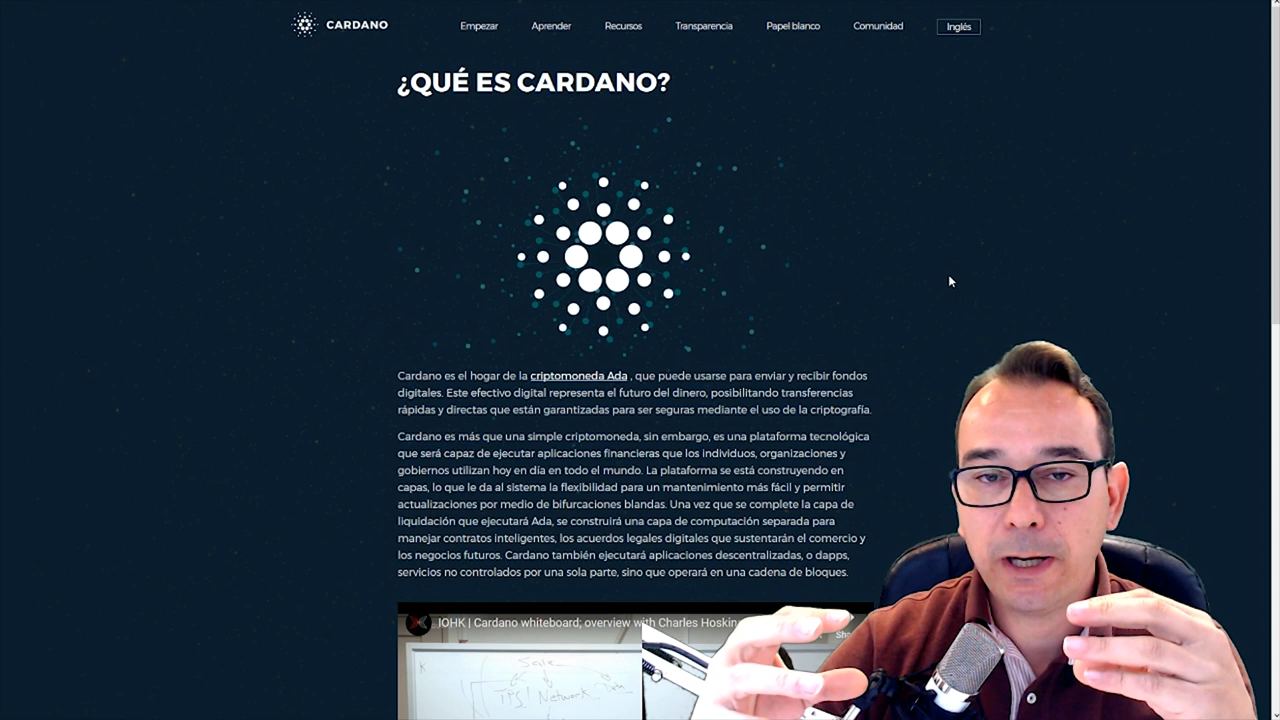 CARDANO
Empezar
Aprender
Recursos
Transparencia
Papel blanco
Comunidad
Inglés
¿QUÉ ES CARDANO?
Cardano es el hogar de la criptomoneda Ada , que puede usarse para enviar y recibir fondos
digitales. Este efectivo digital representa el futuro del dinero, posibilitando transferencias
rápidas y directas que están garantizadas para ser seguras mediante el uso de la criptografía.
Cardano es más que una simple criptomoneda, sin embargo, es una plataforma tecnológica
que será capaz de ejecutar aplicaciones financieras que los individuos, organizaciones y
gobiernos utilizan hoy en día en todo el mundo. La plataforma se está construyendo en
capas, lo que le da al sistema la flexibilidad para un mantenimiento más fácil y permitir
actualizaciones por medio de bifurcaciones blandas. Una vez que se complete la capa de
liquidación que ejecutará Ada, se construirá una capa de computación separada para
manejar contratos inteligentes, los acuerdos legales digitales que sustentarán el comercio y
los negocios futuros. Cardano también ejecutará aplicaciones descentralizadas, o dapps,
servicios no controlados por una sola parte, sino que operará en una cadena de bloques.
IOHK | Cardano whiteboard; overview with Charles
TPS! Network